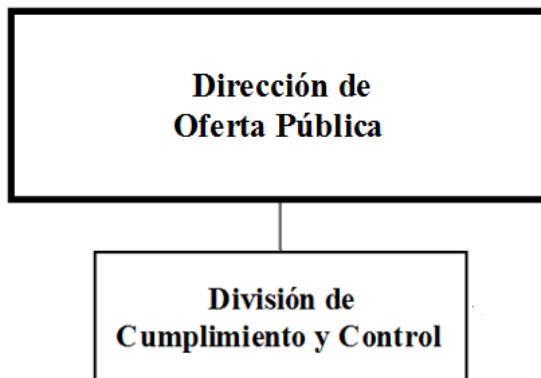 Dirección de
Oferta Pública
División de
Cumplimiento y Control